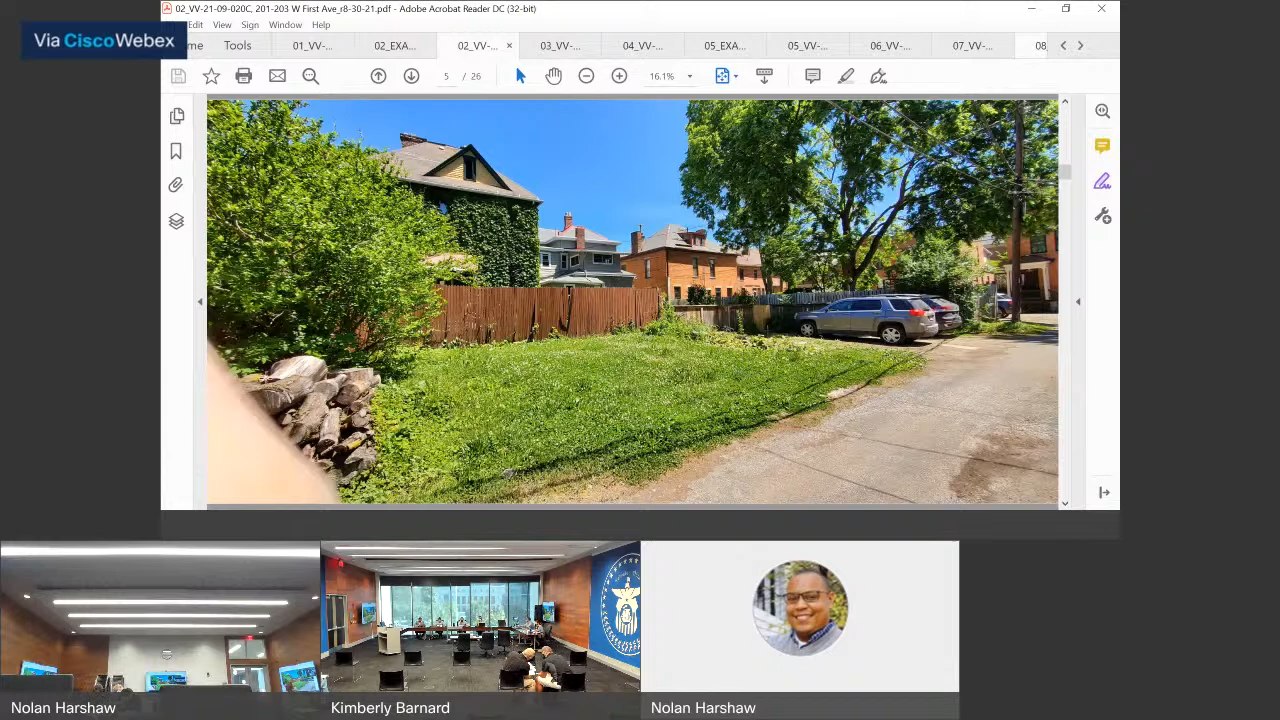 02_VV-21-09-020C, 201-203 W First Ave_r8-30-21.pdf - Adobe Acrobat Reader DC (32-bit)
Edit View Sign Window Help
Via CiscoWebex
me Tools 01_VV-... 02_EXA... 02_VV-... × 03_VV-... 04_VV-... 05_EXA... 05_VV-... 06_VV-... 07_VV-... 08
5 / 26 16.1%
Nolan Harshaw
Kimberly Barnard
Nolan Harshaw